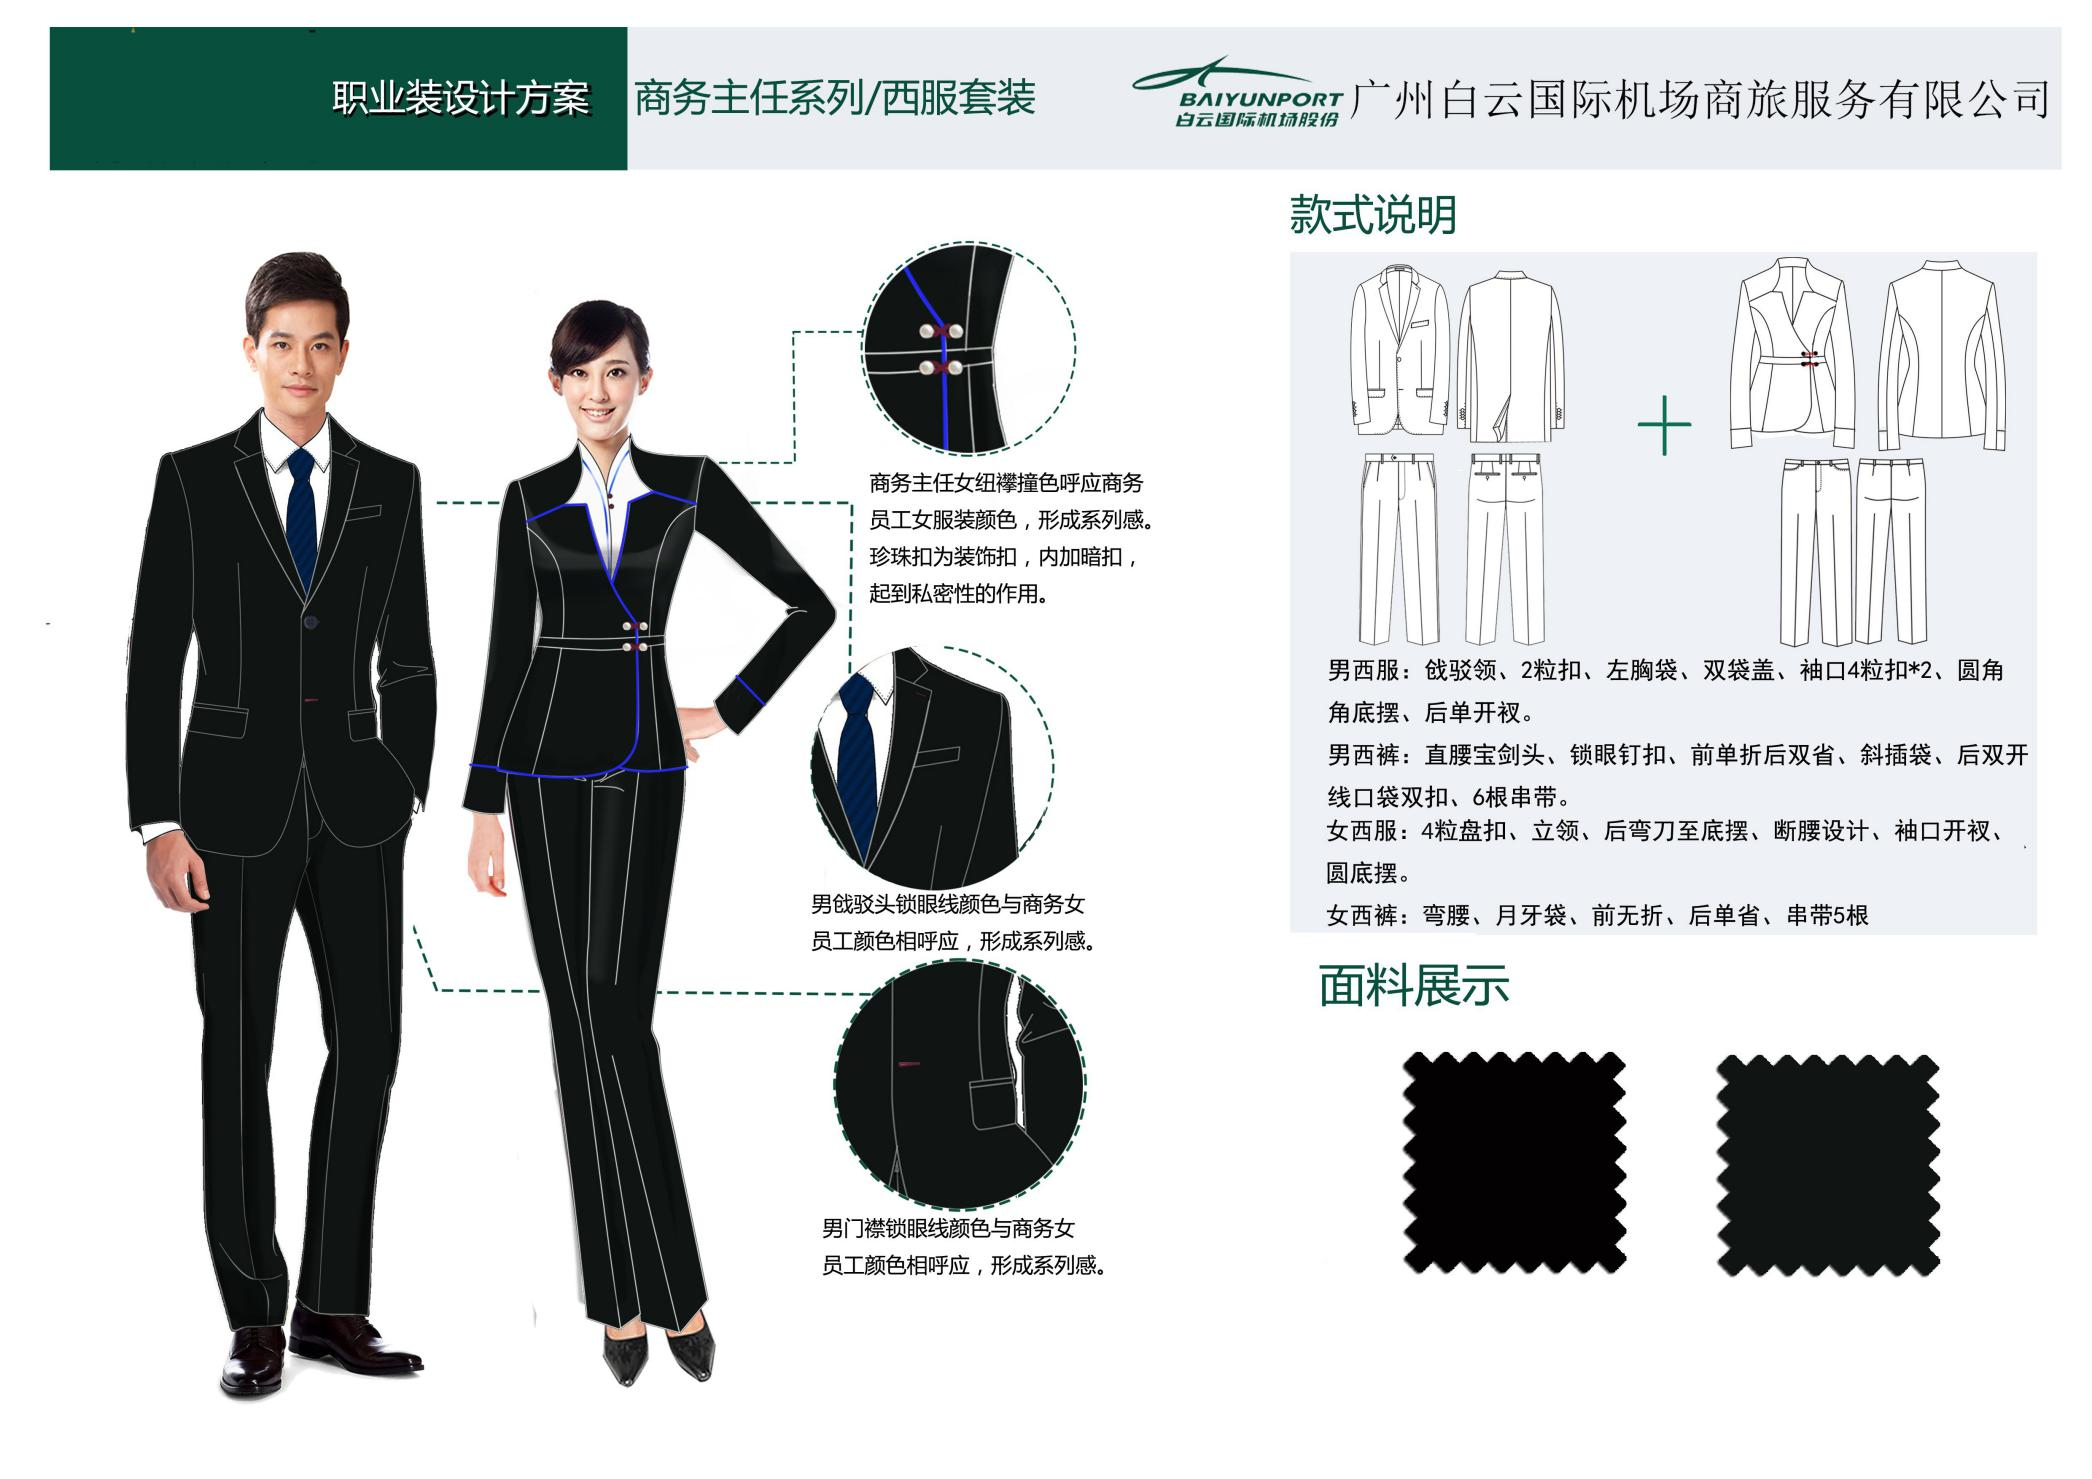 职业装设计方案
商务主任系列/西服套装
BAIYUNPORT
白云国际机场股份
广州白云国际机场商旅服务有限公司
款式说明
商务主任女纽襻撞色呼应商务
员工女服装颜色，形成系列感。
珍珠扣为装饰扣，内加暗扣，
起到私密性的作用。
男戗驳头锁眼线颜色与商务女
员工颜色相呼应，形成系列感。
男门襟锁眼线颜色与商务女
员工颜色相呼应，形成系列感。
男西服：戗驳领、2粒扣、左胸袋、双袋盖、袖口4粒扣*2、圆角
角底摆、后单开衩。
男西裤：直腰宝剑头、锁眼钉扣、前单折后双省、斜插袋、后双开
线口袋双扣、6根串带。
女西服：4粒盘扣、立领、后弯刀至底摆、断腰设计、袖口开衩、
圆底摆。
女西裤：弯腰、月牙袋、前无折、后单省、串带5根
面料展示